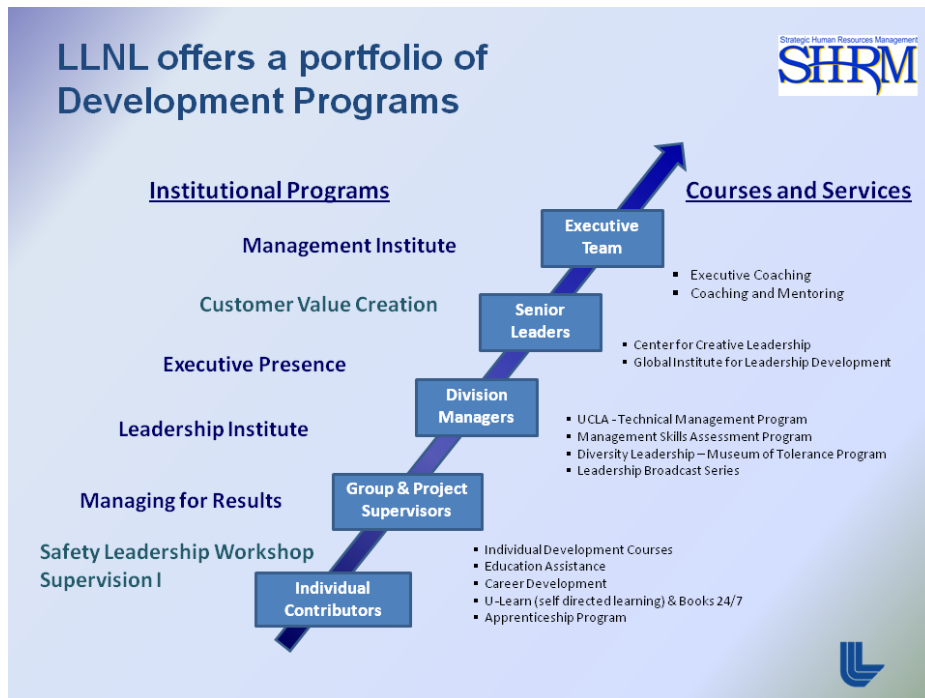 LLNL offers a portfolio of
Development Programs
Strategic Human Resources Management
SHRM
Institutional Programs
Courses and Services
Management Institute
Customer Value Creation
Executive Presence
Leadership Institute
Managing for Results
Safety Leadership Workshop
Supervision I
Executive
Team
Senior
Leaders
Division
Managers
Group & Project
Supervisors
Individual
Contributors
▪ Executive Coaching
▪ Coaching and Mentoring
▪ Center for Creative Leadership
▪ Global Institute for Leadership Development
▪ UCLA - Technical Management Program
▪ Management Skills Assessment Program
▪ Diversity Leadership – Museum of Tolerance Program
▪ Leadership Broadcast Series
▪ Individual Development Courses
▪ Education Assistance
▪ Career Development
▪ U-Learn (self directed learning) & Books 24/7
▪ Apprenticeship Program